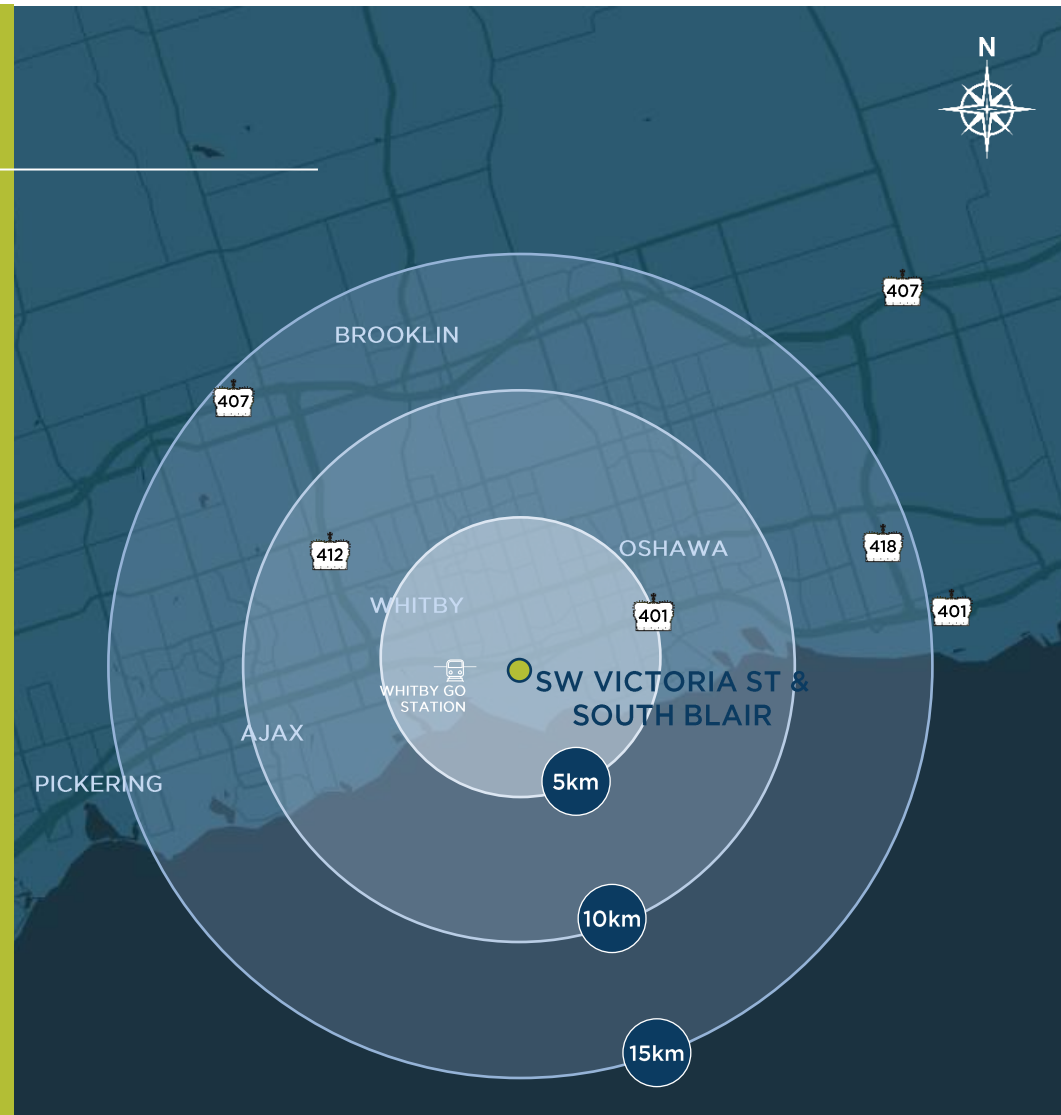 N
407
BROOKLIN
407
OSHAWA
412
418
WHITBY
401
401
WHITBY GO
STATION
SW VICTORIA ST &
SOUTH BLAIR
AJAX
PICKERING
5km
10km
15km